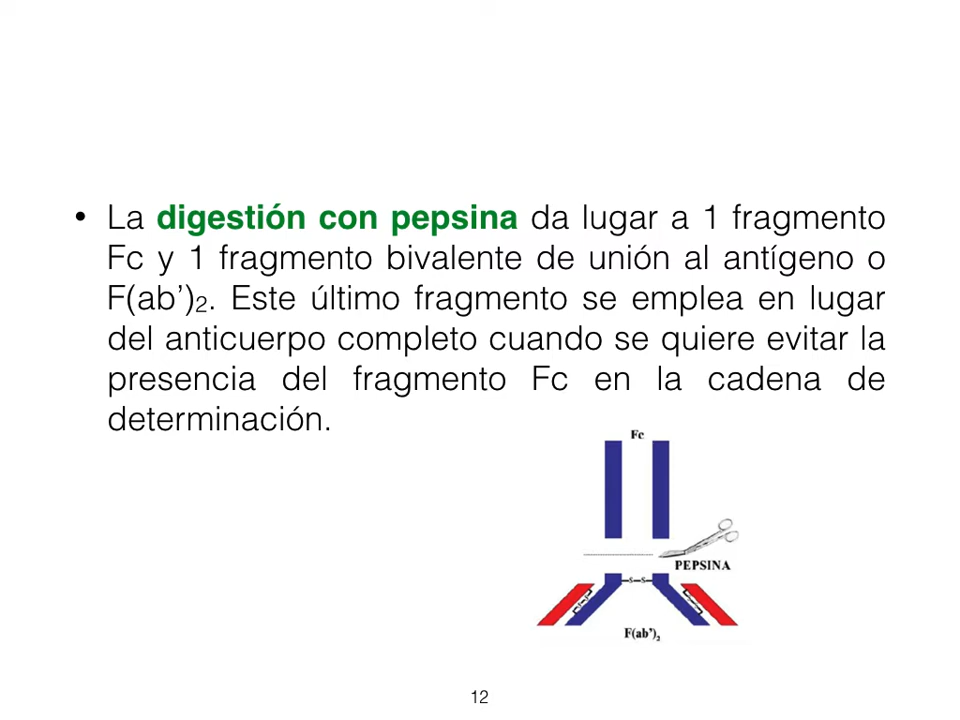 • La digestión con pepsina da lugar a 1 fragmento
Fc y 1 fragmento bivalente de unión al antígeno o
F(ab’)₂. Este último fragmento se emplea en lugar
del anticuerpo completo cuando se quiere evitar la
presencia del fragmento Fc en la cadena de
determinación.
Fc
PEPSINA
s–s
F(ab’)₂
12